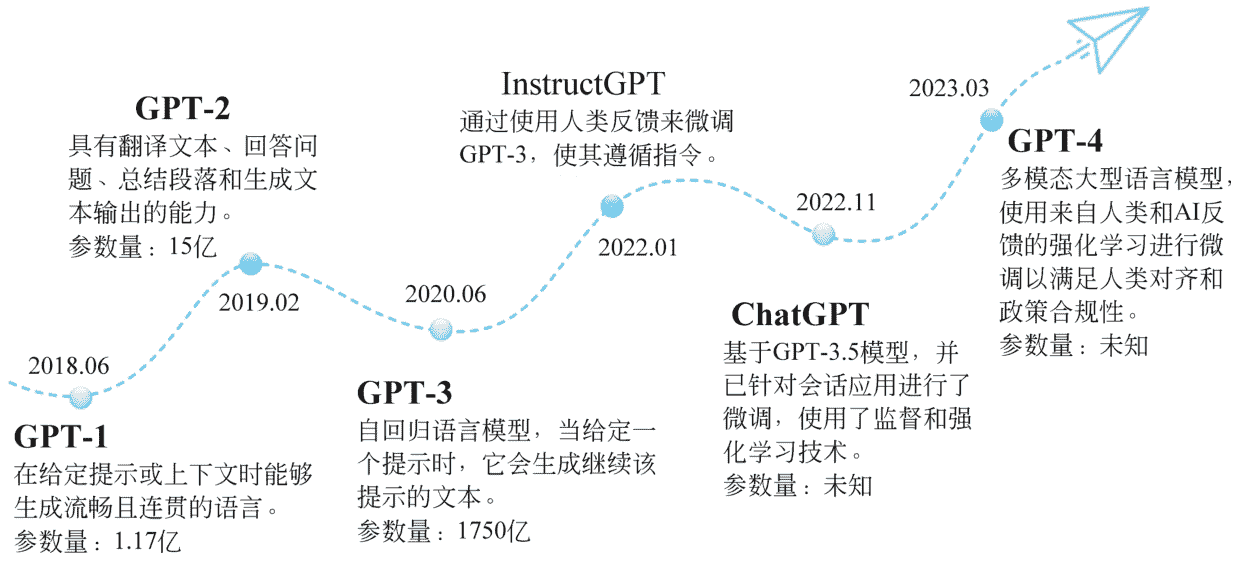 2018.06
GPT-1
在给定提示或上下文时能够
生成流畅且连贯的语言。
参数量：1.17亿
GPT-2
具有翻译文本、回答问
题、总结段落和生成文
本输出的能力。
参数量：15亿
2019.02
2020.06
GPT-3
自回归语言模型，当给定一
个提示时，它会生成继续该
提示的文本。
参数量：1750亿
InstructGPT
通过使用人类反馈来微调
GPT-3，使其遵循指令。
2022.01
2022.11
ChatGPT
基于GPT-3.5模型，并
已针对会话应用进行了
微调，使用了监督和强
化学习技术。
参数量：未知
2023.03
GPT-4
多模态大型语言模型，
使用来自人类和AI反
馈的强化学习进行微
调以满足人类对齐和
政策合规性。
参数量：未知